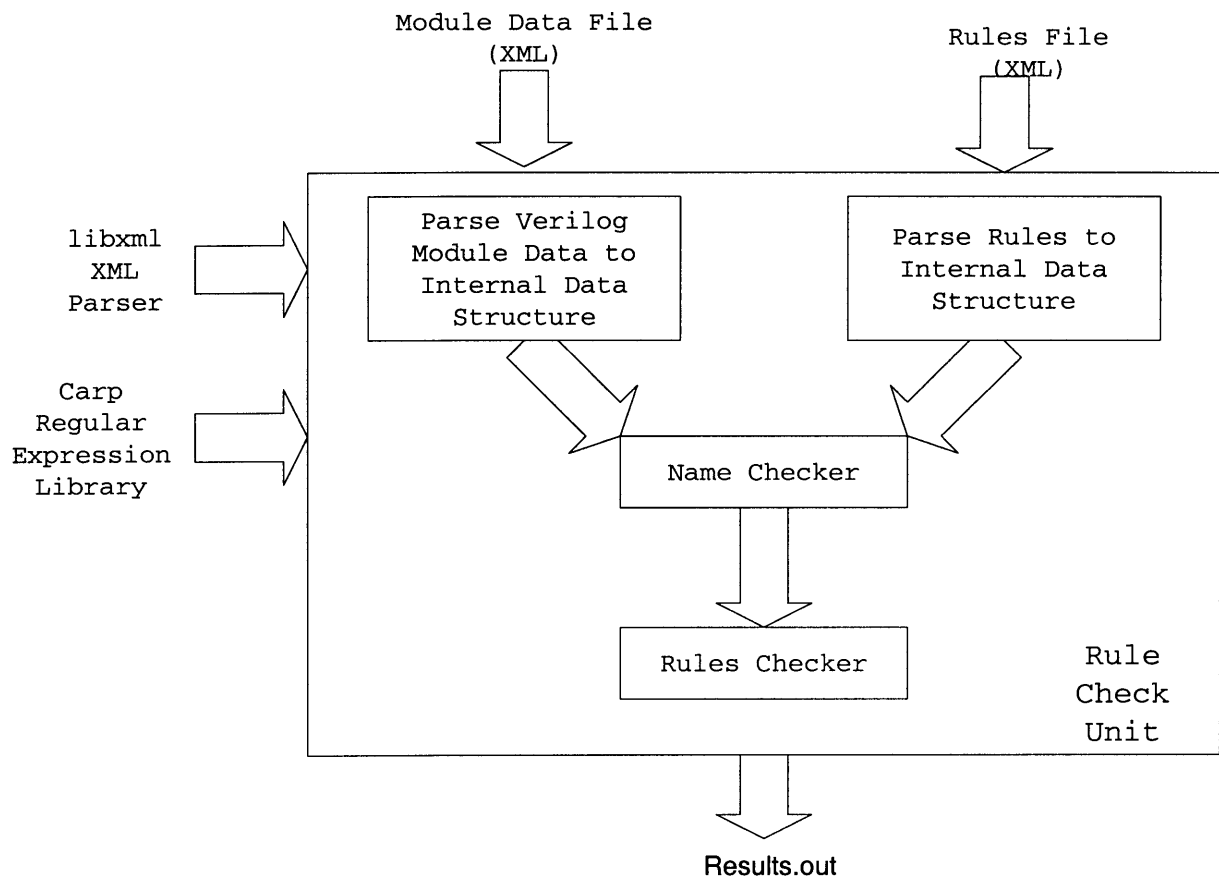 Module Data File
(XML)
Rules File
(XML)
libxml
XML
Parser
Parse Verilog
Module Data to
Internal Data
Structure
Parse Rules to
Internal Data
Structure
Carp
Regular
Expression
Library
Name Checker
Rules Checker
Rule
Check
Unit
Results.out